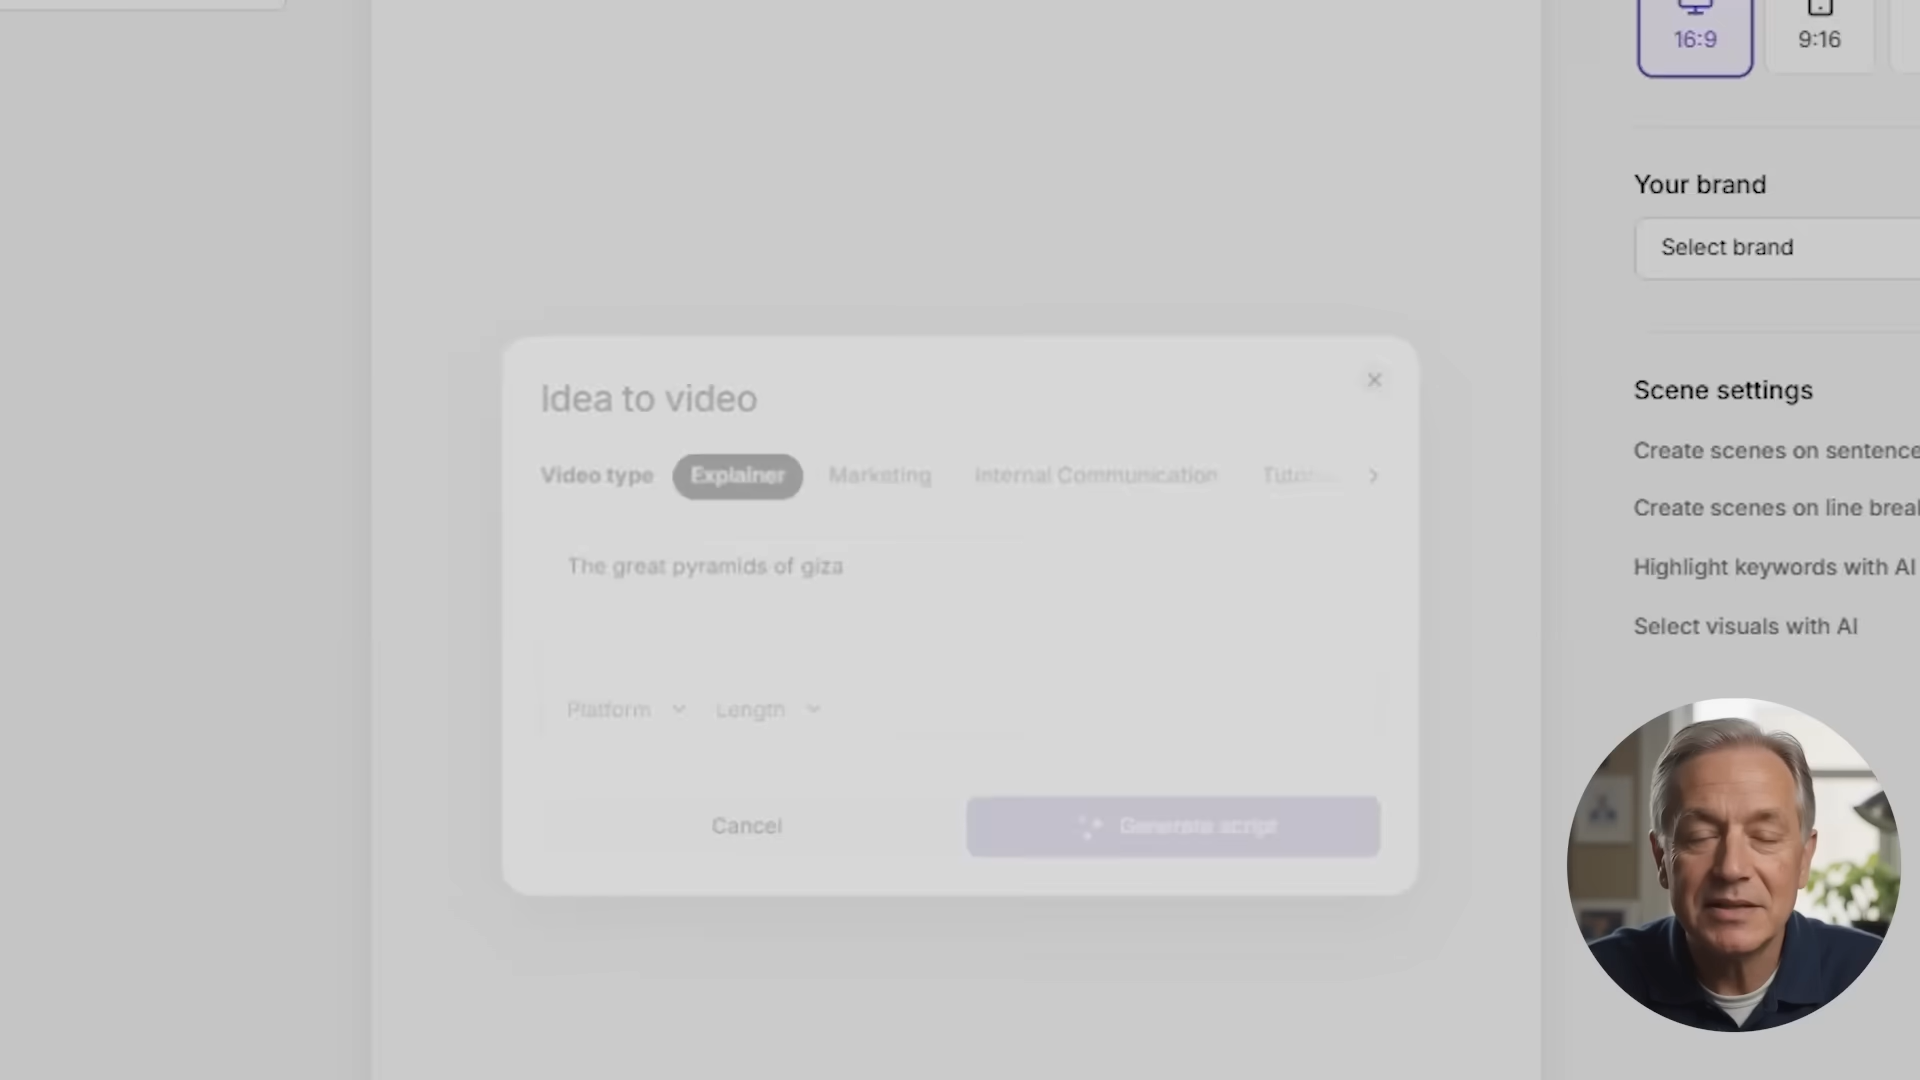 16:9
9:16
Your brand
Select brand
Scene settings
Create scenes on sentence
Create scenes on line break
Highlight keywords with AI
Select visuals with AI
Idea to video
Video type Explainer Marketing Internal Communication
The great pyramids of giza
Platform Length
Cancel Generate script